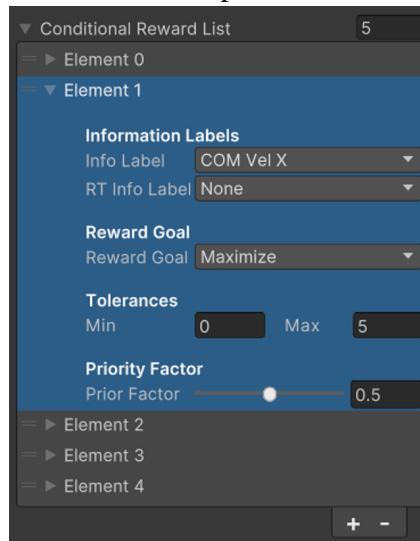 Conditional Reward List 5
Element 0
Element 1
Information Labels
Info Label COM Vel X
RT Info Label None
Reward Goal
Reward Goal Maximize
Tolerances
Min 0 Max 5
Priority Factor
Prior Factor 0.5
Element 2
Element 3
Element 4
+ -